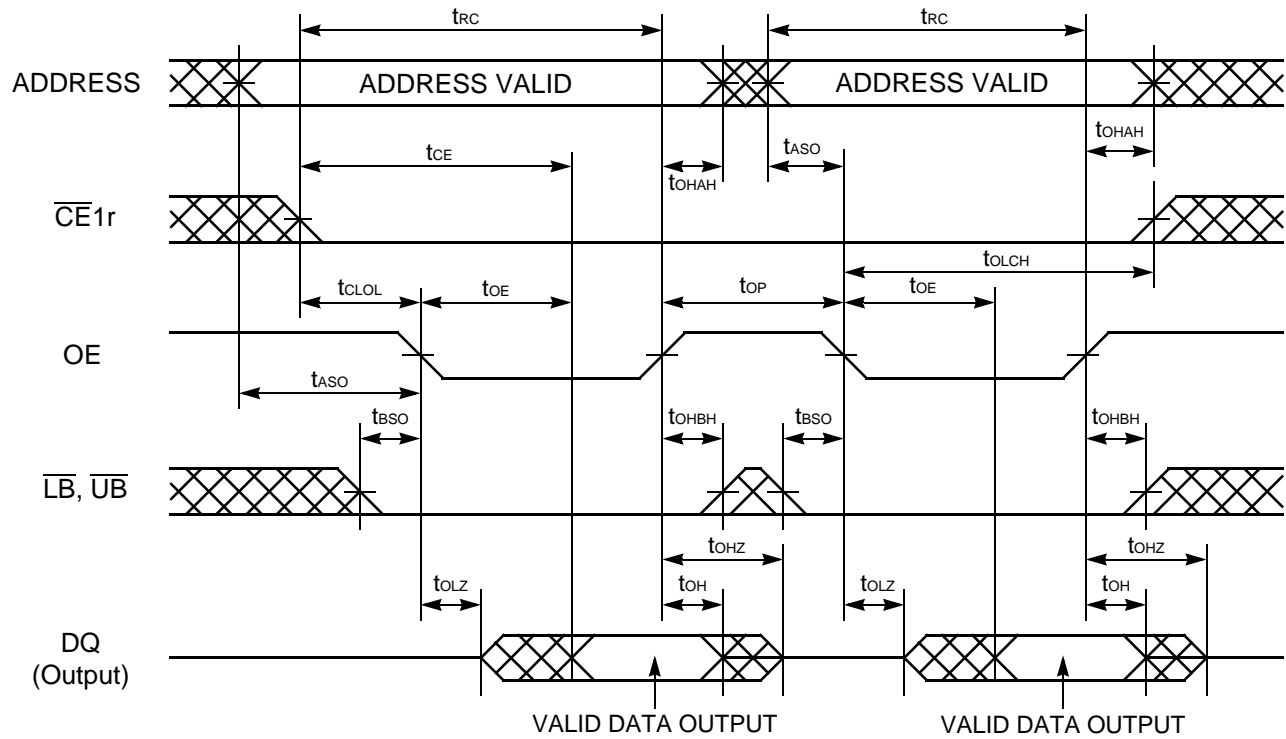 tRC tRC
ADDRESS ADDRESS VALID ADDRESS VALID
tCE tOHAH tASO tOHAH
CE1r
tOLCH
tCLOL tOE tOP tOE
OE
tASO
tBSO tOHBH tBSO tOHBH
LB, UB
tOHZ tOHZ
tOLZ tOH tOLZ tOH
DQ
(Output)
VALID DATA OUTPUT VALID DATA OUTPUT